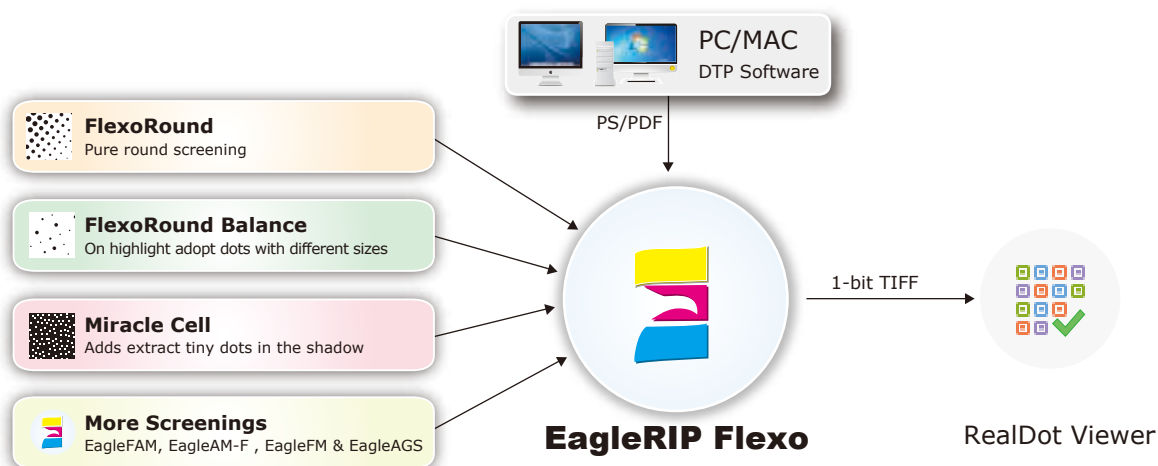 PC/MAC
DTP Software
PS/PDF
FlexoRound
Pure round screening
FlexoRound Balance
On highlight adopt dots with different sizes
Miracle Cell
Adds extract tiny dots in the shadow
More Screenings
EagleFAM, EagleAM-F , EagleFM & EagleAGS
EagleRIP Flexo
1-bit TIFF
RealDot Viewer